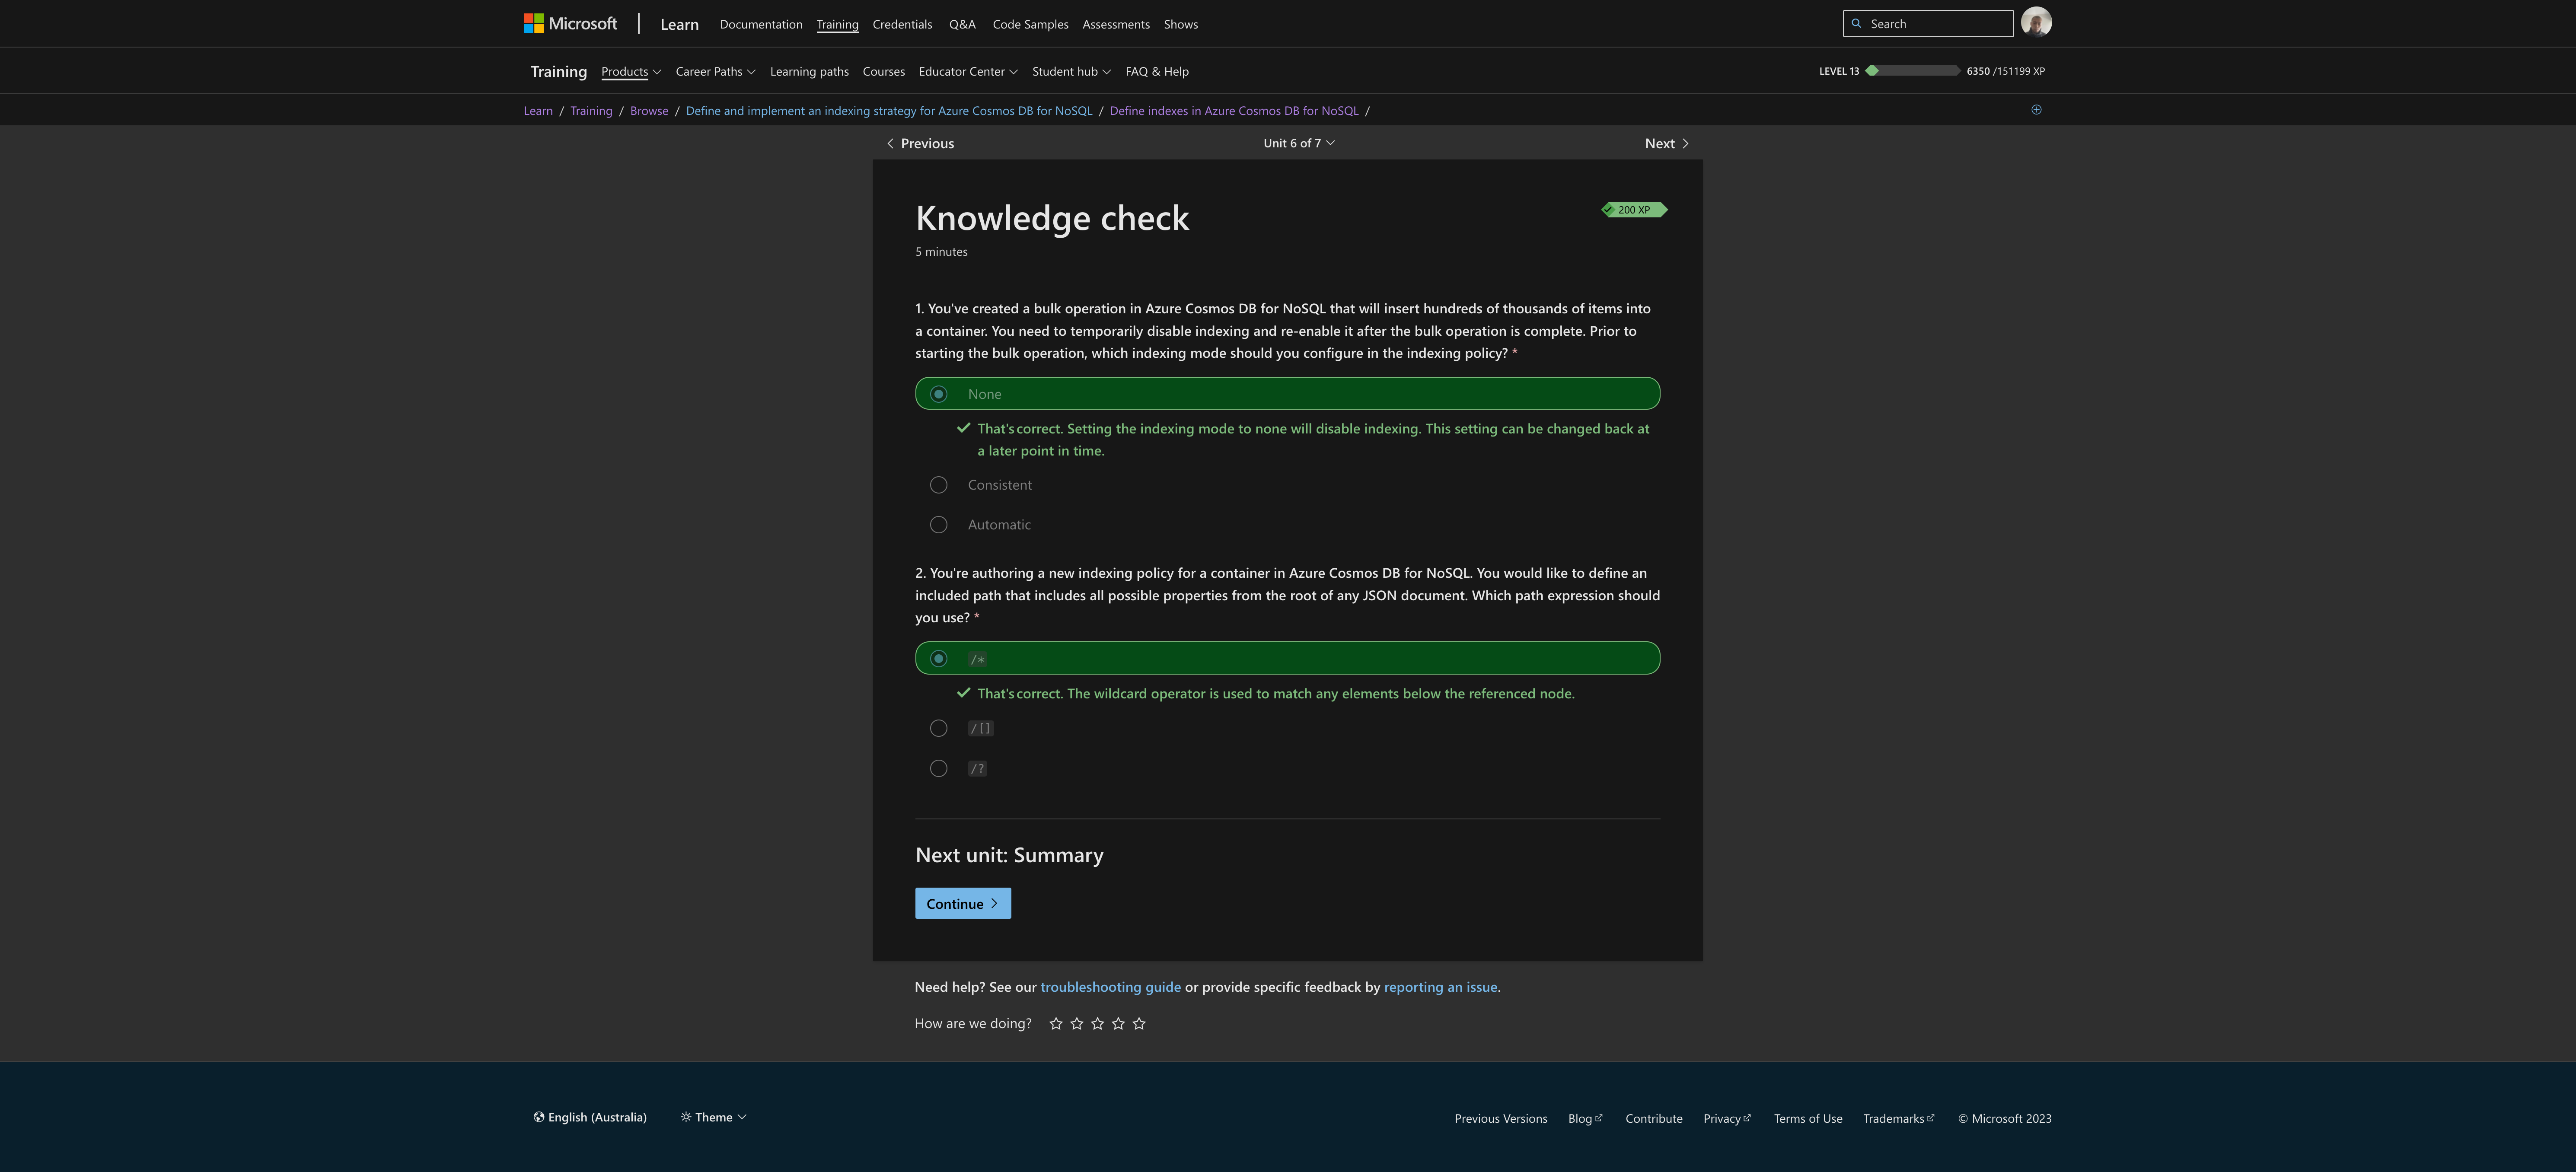 Microsoft Learn Documentation Training Credentials Q&A Code Samples Assessments Shows Search
Training Products Career Paths Learning paths Courses Educator Center Student hub FAQ & Help LEVEL 13 6350 /151199 XP
Learn / Training / Browse / Define and implement an indexing strategy for Azure Cosmos DB for NoSQL / Define indexes in Azure Cosmos DB for NoSQL /
Previous Unit 6 of 7 Next
Knowledge check
200 XP
5 minutes
1. You've created a bulk operation in Azure Cosmos DB for NoSQL that will insert hundreds of thousands of items into
a container. You need to temporarily disable indexing and re-enable it after the bulk operation is complete. Prior to
starting the bulk operation, which indexing mode should you configure in the indexing policy? *
None
That's correct. Setting the indexing mode to none will disable indexing. This setting can be changed back at
a later point in time.
Consistent
Automatic
2. You're authoring a new indexing policy for a container in Azure Cosmos DB for NoSQL. You would like to define an
included path that includes all possible properties from the root of any JSON document. Which path expression should
you use? *
/*
That's correct. The wildcard operator is used to match any elements below the referenced node.
/[]
/?
Next unit: Summary
Continue
Need help? See our troubleshooting guide or provide specific feedback by reporting an issue.
How are we doing?
English (Australia) Theme Previous Versions Blog Contribute Privacy Terms of Use Trademarks © Microsoft 2023